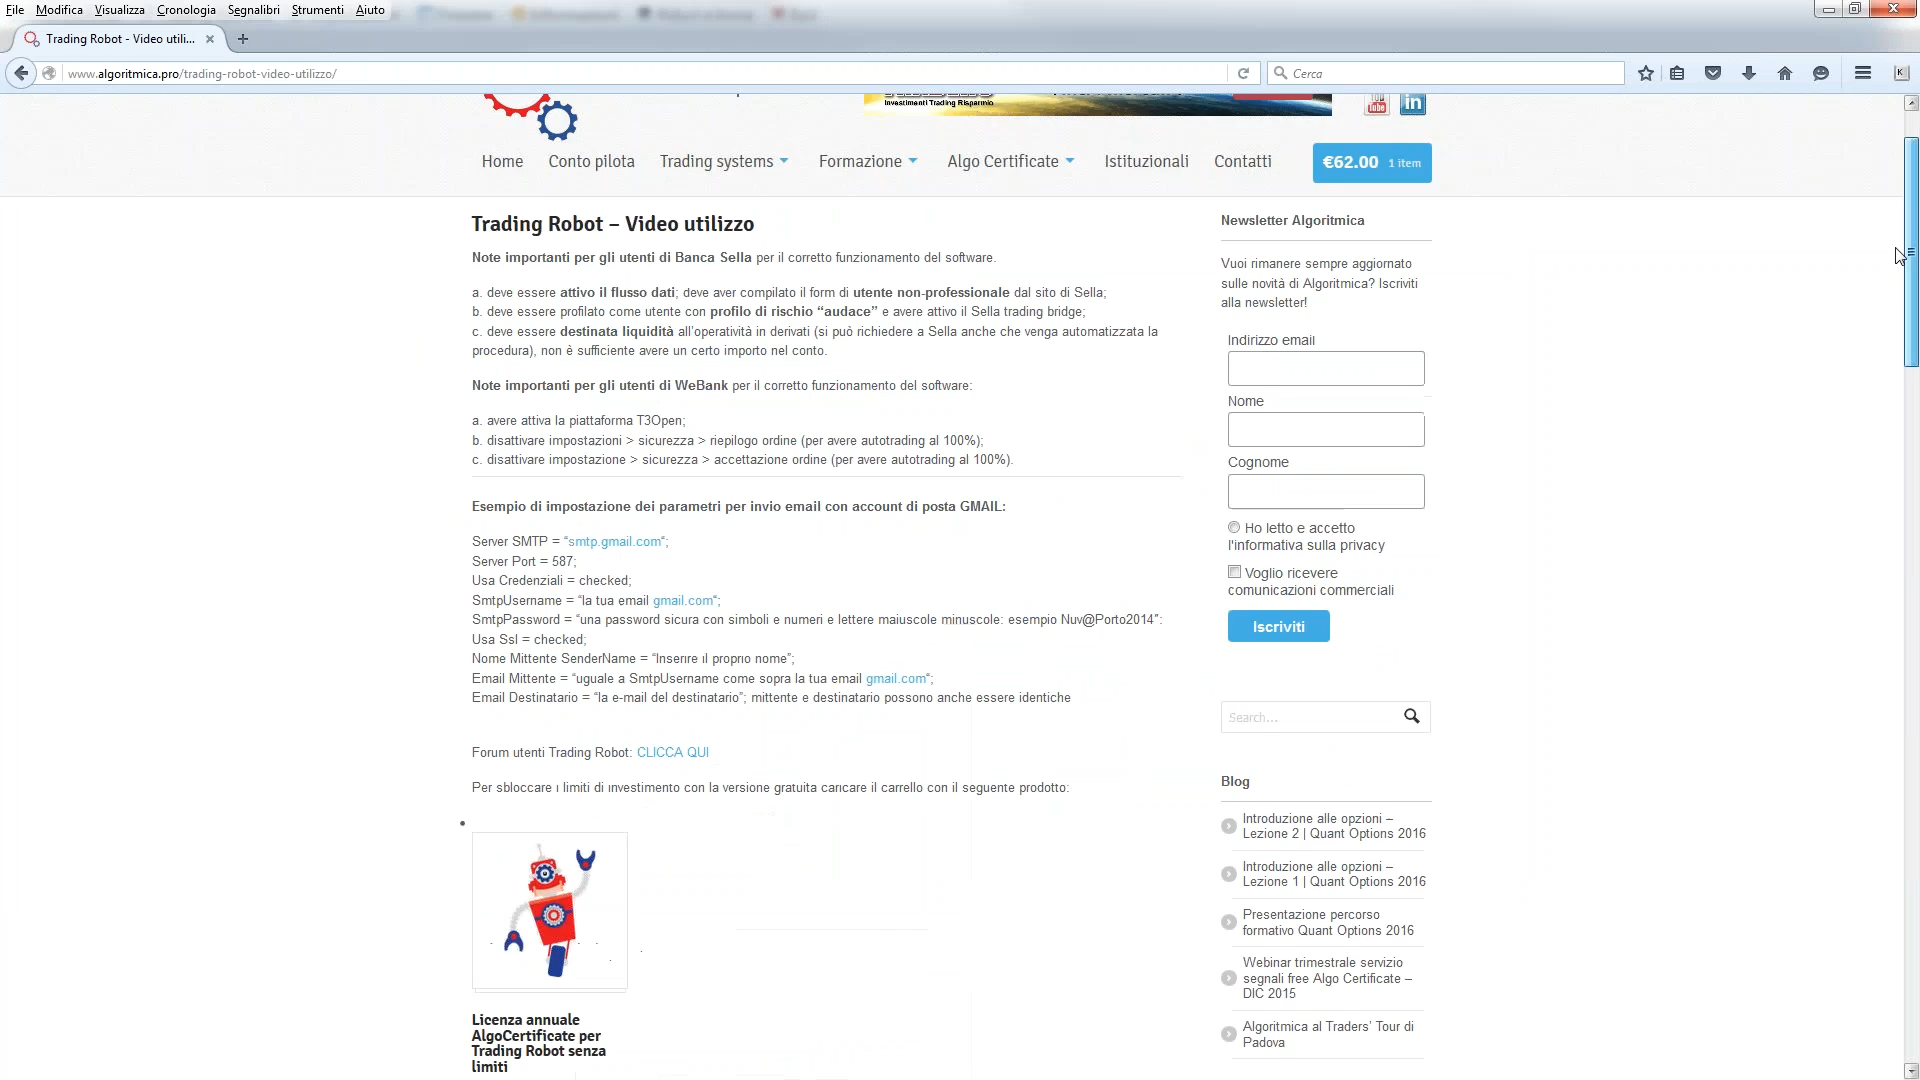 File Modifica Visualizza Cronologia Segnalibri Strumenti Aiuto
Trading Robot - Video utili...
www.algoritmica.pro/trading-robot-video-utilizzo/
Cerca
Investimenti Trading Risparmio
You Tube
in
Home Conto pilota Trading systems Formazione Algo Certificate Istituzionali Contatti
€62.00 1 item
Trading Robot – Video utilizzo
Note importanti per gli utenti di Banca Sella per il corretto funzionamento del software.
a. deve essere attivo il flusso dati; deve aver compilato il form di utente non-professionale dal sito di Sella;
b. deve essere profilato come utente con profilo di rischio “audace” e avere attivo il Sella trading bridge;
c. deve essere destinata liquidità all’operatività in derivati (si può richiedere a Sella anche che venga automatizzata la
procedura), non è sufficiente avere un certo importo nel conto.
Note importanti per gli utenti di WeBank per il corretto funzionamento del software:
a. avere attiva la piattaforma T3Open;
b. disattivare impostazioni > sicurezza > riepilogo ordine (per avere autotrading al 100%);
c. disattivare impostazione > sicurezza > accettazione ordine (per avere autotrading al 100%).
Esempio di impostazione dei parametri per invio email con account di posta GMAIL:
Server SMTP = “smtp.gmail.com“;
Server Port = 587;
Usa Credenziali = checked;
SmtpUsername = “la tua email gmail.com“;
SmtpPassword = “una password sicura con simboli e numeri e lettere maiuscole minuscole: esempio Nuv@Porto2014″:
Usa Ssl = checked;
Nome Mittente SenderName = “Inserire il proprio nome”;
Email Mittente = “uguale a SmtpUsername come sopra la tua email gmail.com“;
Email Destinatario = “la e-mail del destinatario”; mittente e destinatario possono anche essere identiche
Forum utenti Trading Robot: CLICCA QUI
Per sbloccare i limiti di investimento con la versione gratuita caricare il carrello con il seguente prodotto:
Licenza annuale
AlgoCertificate per
Trading Robot senza
limiti
Newsletter Algoritmica
Vuoi rimanere sempre aggiornato
sulle novità di Algoritmica? Iscriviti
alla newsletter!
Indirizzo email
Nome
Cognome
Ho letto e accetto
l'informativa sulla privacy
Voglio ricevere
comunicazioni commerciali
Iscriviti
Search...
Blog
Introduzione alle opzioni –
Lezione 2 | Quant Options 2016
Introduzione alle opzioni –
Lezione 1 | Quant Options 2016
Presentazione percorso
formativo Quant Options 2016
Webinar trimestrale servizio
segnali free Algo Certificate –
DIC 2015
Algoritmica al Traders’ Tour di
Padova